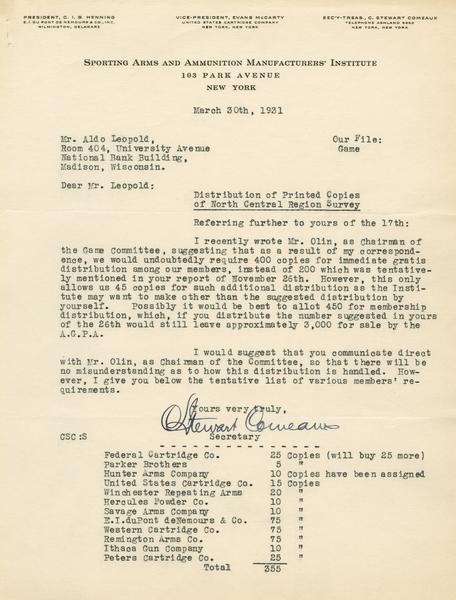 PRESIDENT, C. I. B. HENNING
E. I. DU PONT DE NEMOURS & CO., INC.
WILMINGTON, DELAWARE
VICE-PRESIDENT, EVANS McCARTY
UNITED STATES CARTRIDGE COMPANY
NEW YORK, NEW YORK
SEC'Y-TREAS., C. STEWART COMEAUX
TELEPHONE ASHLAND
NEW YORK, NEW YORK
SPORTING ARMS AND AMMUNITION MANUFACTURERS' INSTITUTE
103 PARK AVENUE
NEW YORK
March 30th, 1931
Mr. Aldo Leopold,
Room 404, University Avenue
National Bank Building,
Madison, Wisconsin.
Our File:
Game
Dear Mr. Leopold:
Distribution of Printed Copies
of North Central Region Survey
Referring further to yours of the 17th:
I recently wrote Mr. Olin, as Chairman of
the Game Committee, suggesting that as a result of my correspond-
ence, we would undoubtedly require 400 copies for immediate gratis
distribution among our members, instead of 200 which was tentative-
ly mentioned in your report of November 26th. However, this only
allows us 45 copies for such additional distribution as the Insti-
tute may want to make other than the suggested distribution by
yourself. Possibly it would be best to allot 450 for membership
distribution, which, if you distribute the number suggested in yours
of the 26th would still leave approximately 3,000 for sale by the
A.G.P.A.
I would suggest that you communicate direct
with Mr. Olin, as Chairman of the Committee, so that there will be
no misunderstanding as to how this distribution is handled. How-
ever, I give you below the tentative list of various members' re-
quirements.
Yours very truly,
C Stewart Comeaux
CSC:S Secretary
Federal Cartridge Co. 25 Copies (will buy 25 more)
Parker Brothers 5 "
Hunter Arms Company 10 Copies have been assigned
United States Cartridge Co. 15 Copies
Winchester Repeating Arms 20 "
Hercules Powder Co. 10 "
Savage Arms Company 10 "
E.I.duPont deNemours & Co. 75 "
Western Cartridge Co. 75 "
Remington Arms Co. 75 "
Ithaca Gun Company 10 "
Peters Cartridge Co. 25 "
Total 355